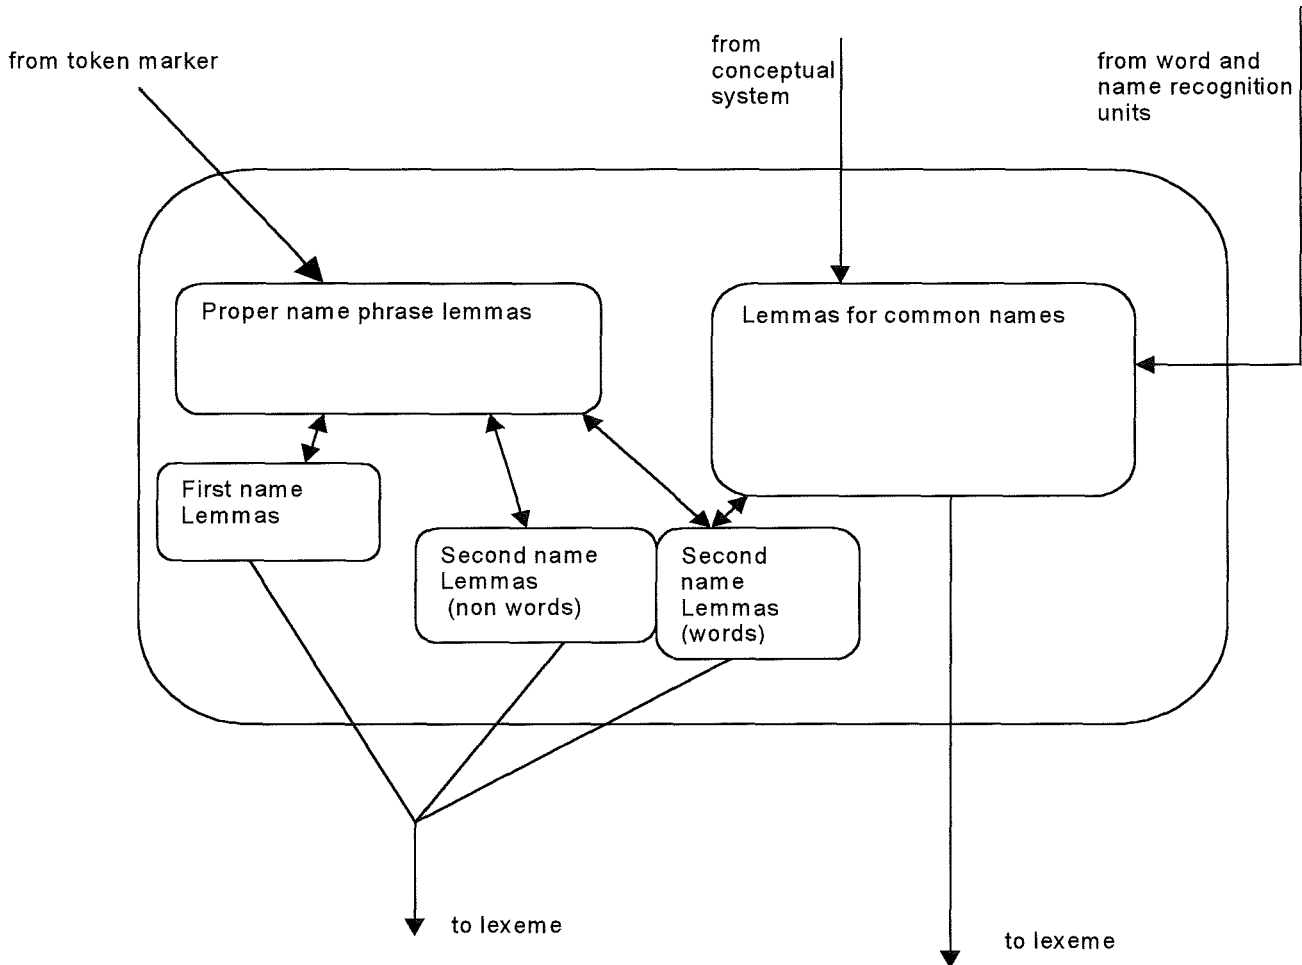 from token marker
from
conceptual
system
from word and
name recognition
units
Proper name phrase lemmas
Lemmas for common names
First name
Lemmas
Second name
Lemmas
(non words)
Second
name
Lemmas
(words)
to lexeme
to lexeme